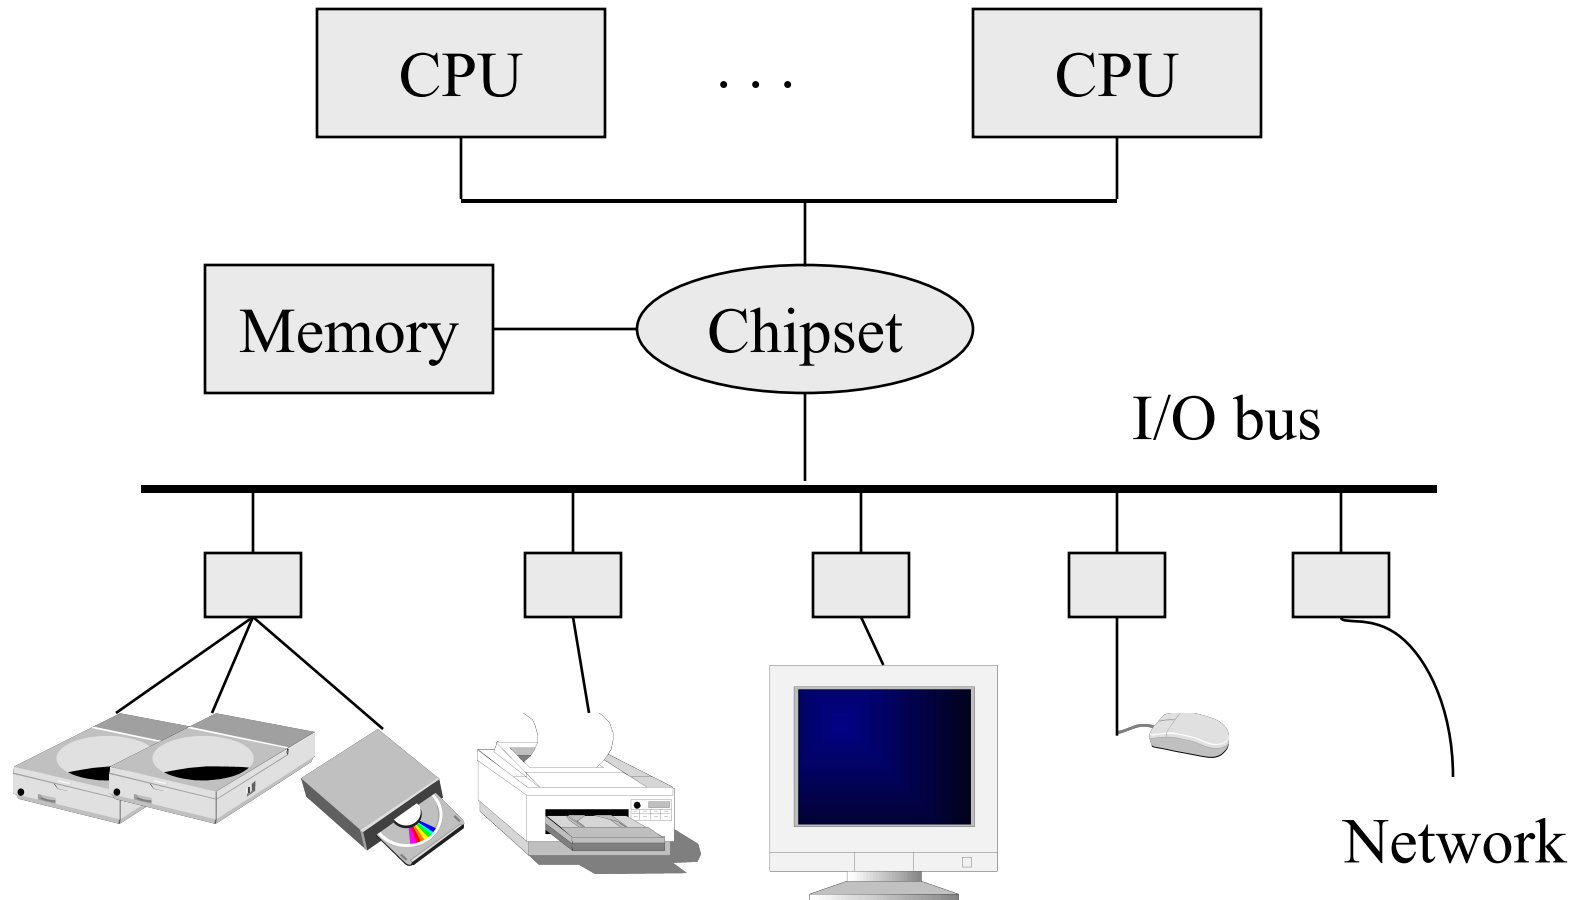 CPU . . . CPU
Memory
Chipset
I/O bus
Network